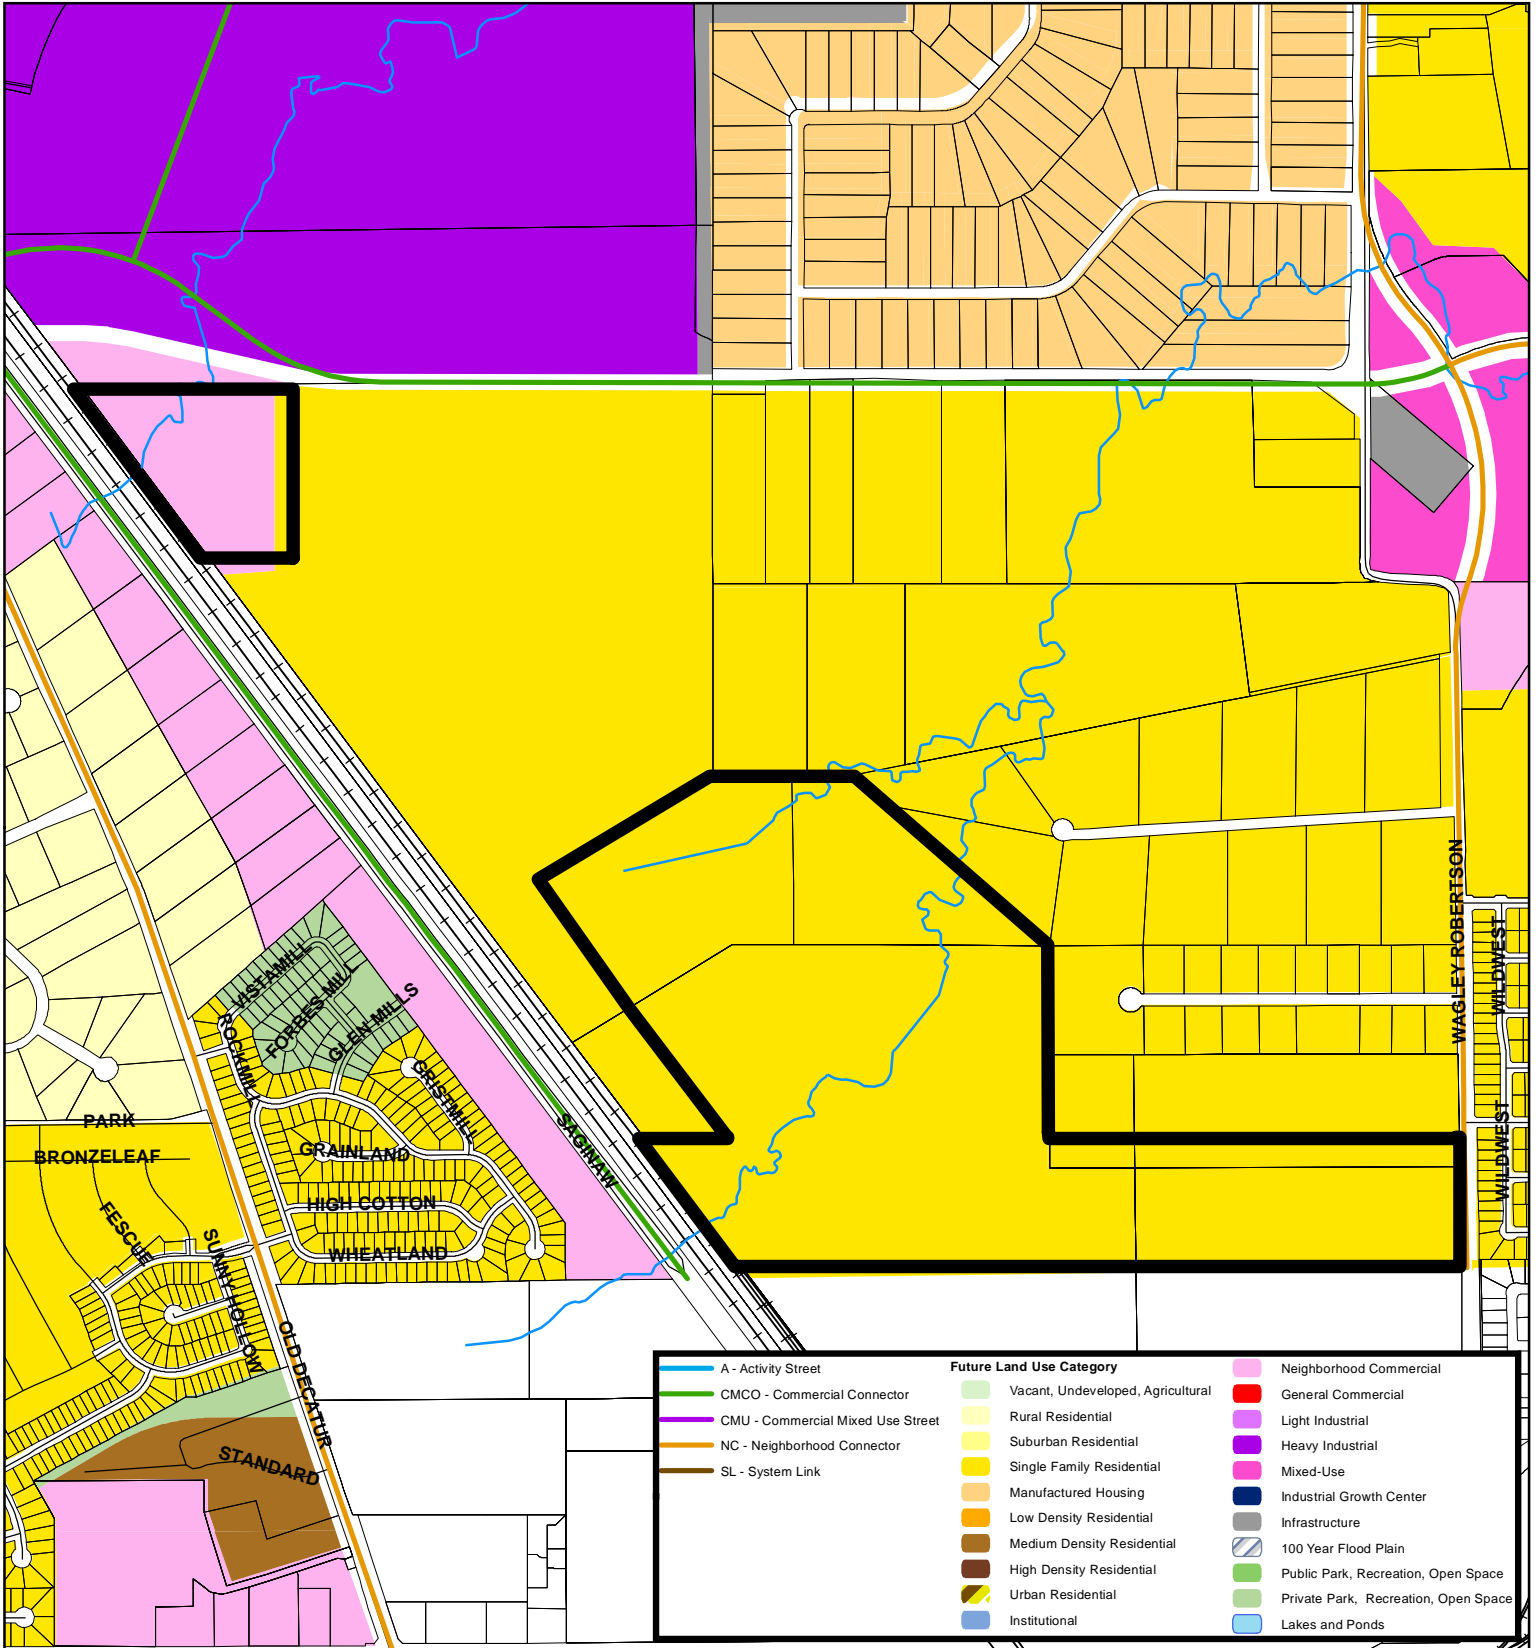 WAGLEY ROBERTSON
WILDWEST
VISTAMILL
FORBES MILL
GLEN MILLS
ROCKMILL
GRISTMILL
PARK
BRONZELEAF
GRAINLAND
SAGINAW
WILDWEST
HIGH COTTON
FESCUE
SUNNY HOLLOW
WHEATLAND
OLD DECATUR
STANDARD
A - Activity Street
CMCO - Commercial Connector
CMU - Commercial Mixed Use Street
NC - Neighborhood Connector
SL - System Link
Future Land Use Category
Vacant, Undeveloped, Agricultural
Rural Residential
Suburban Residential
Single Family Residential
Manufactured Housing
Low Density Residential
Medium Density Residential
High Density Residential
Urban Residential
Institutional
Neighborhood Commercial
General Commercial
Light Industrial
Heavy Industrial
Mixed-Use
Industrial Growth Center
Infrastructure
100 Year Flood Plain
Public Park, Recreation, Open Space
Private Park, Recreation, Open Space
Lakes and Ponds